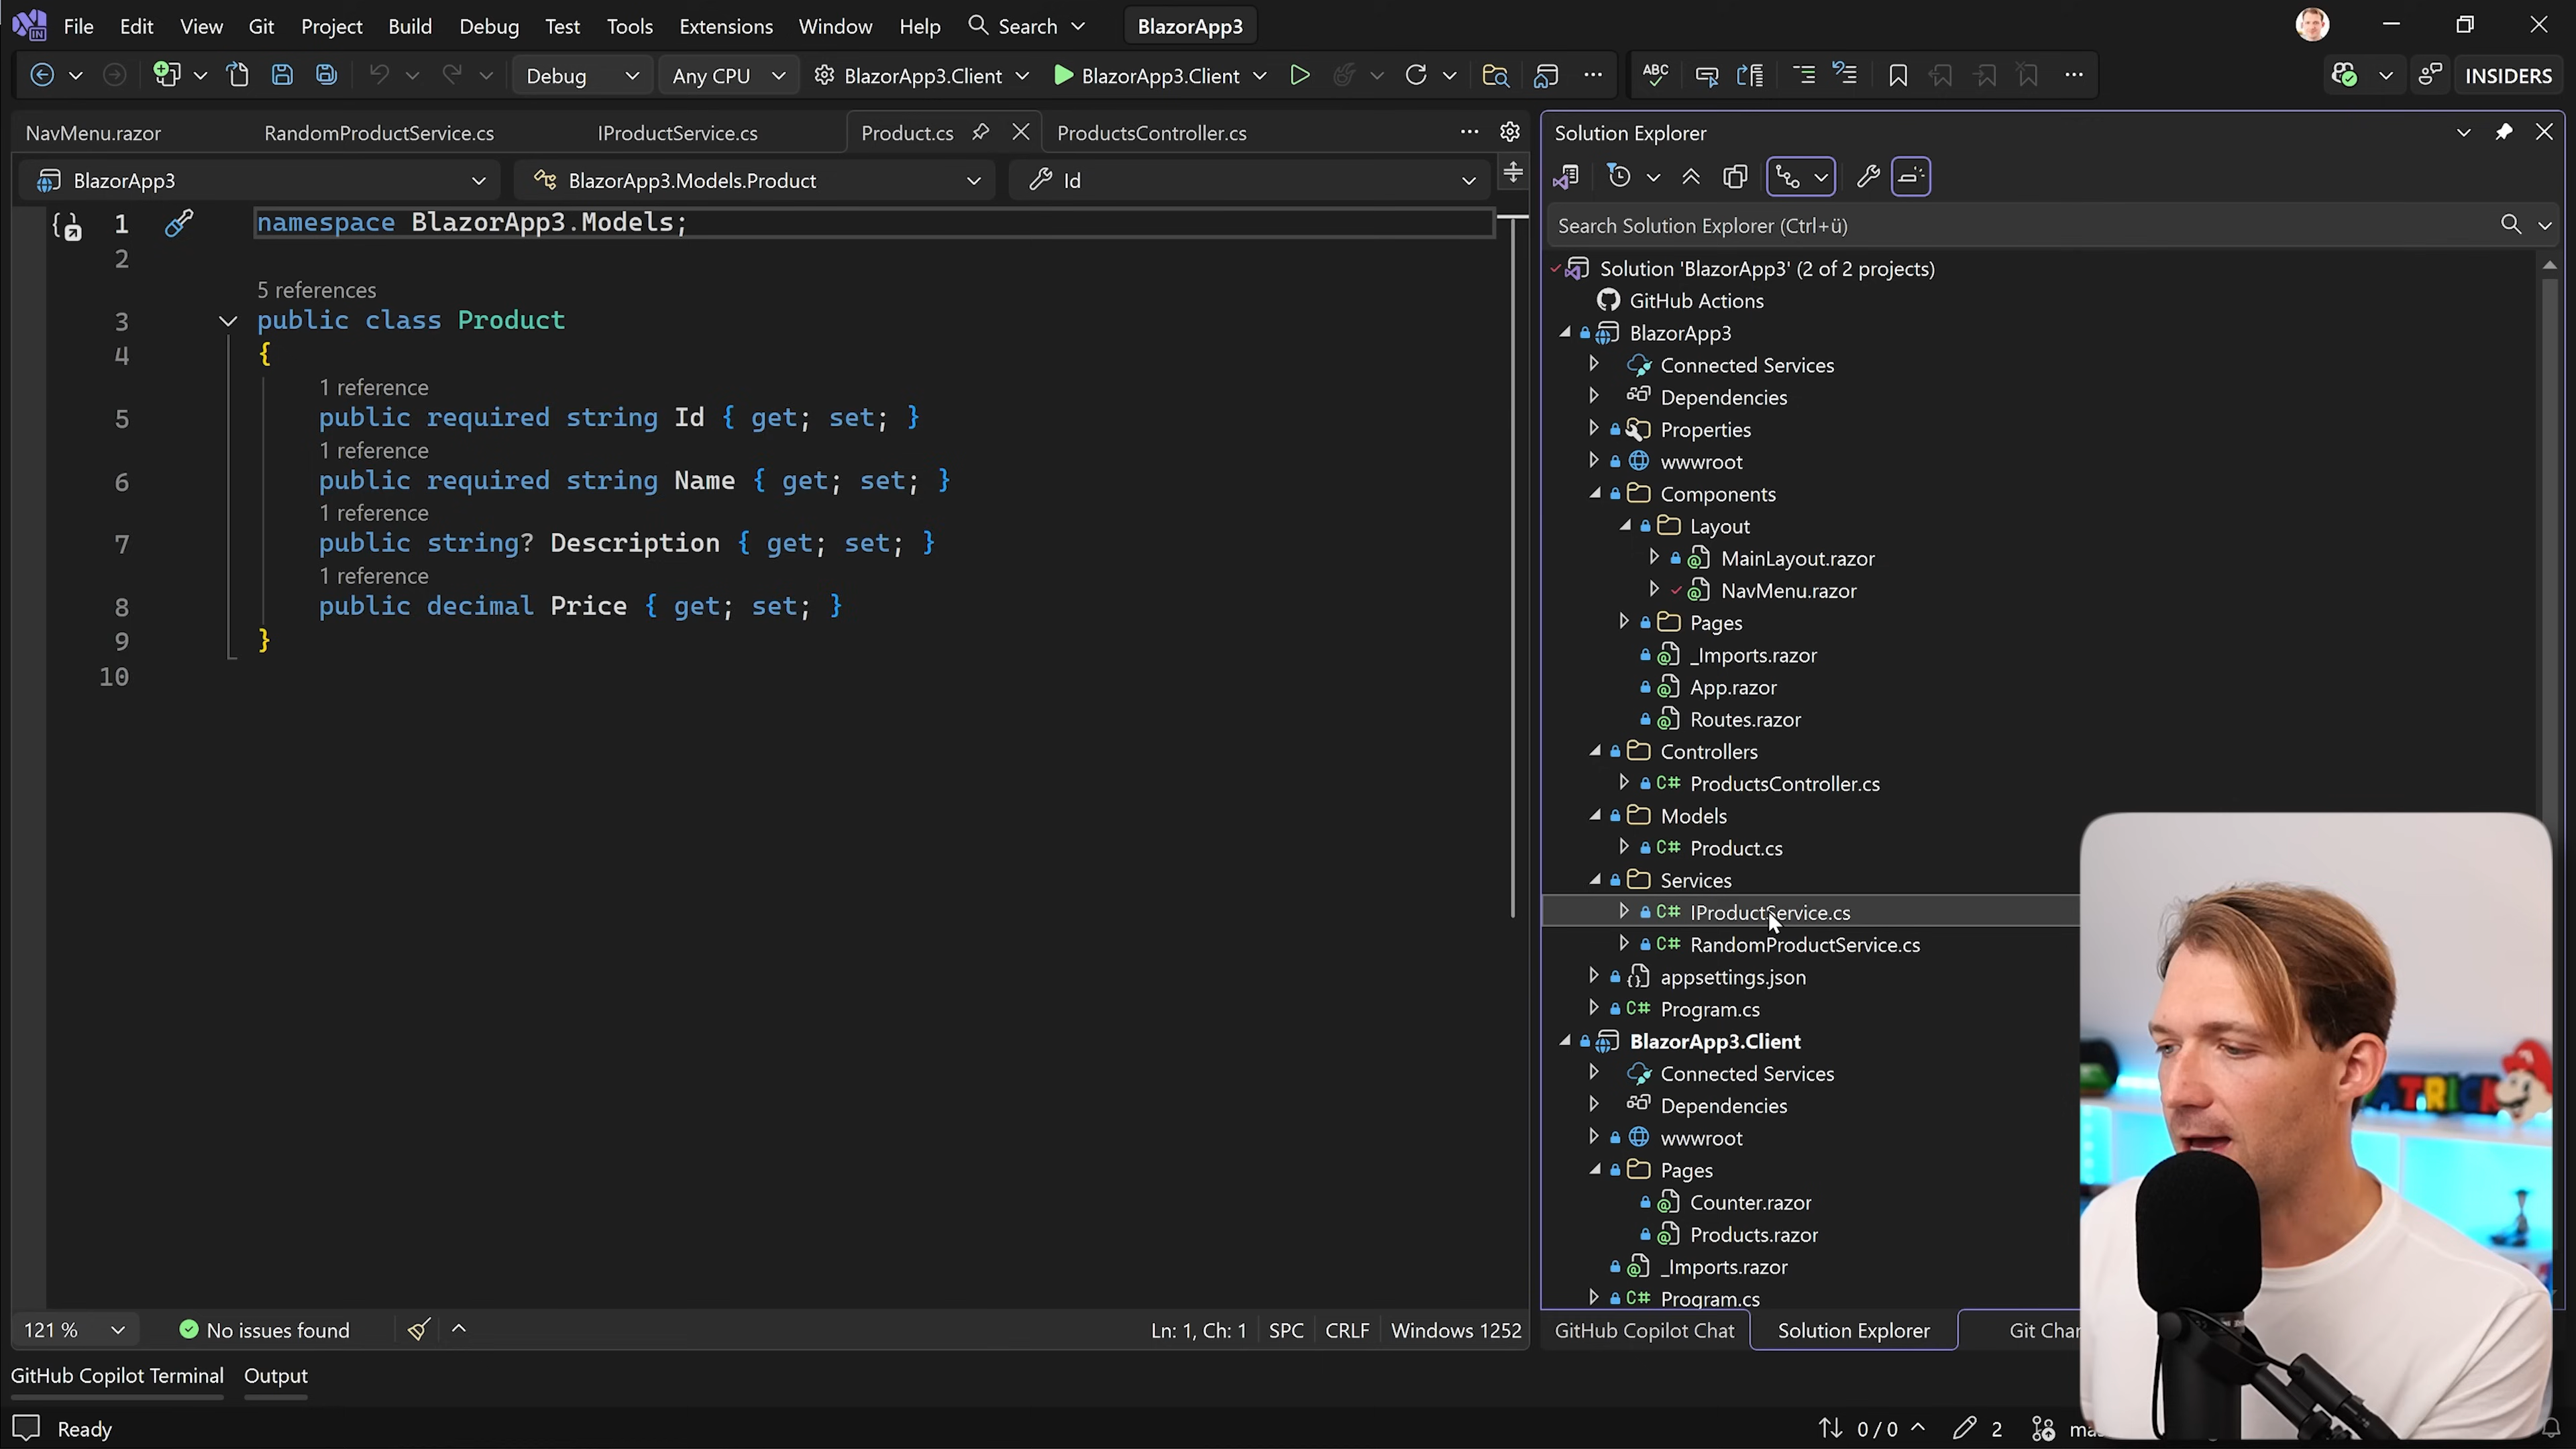 File Edit View Git Project Build Debug Test Tools Extensions Window Help Search BlazorApp3
Debug Any CPU BlazorApp3.Client BlazorApp3.Client INSIDERS
NavMenu.razor RandomProductService.cs IProductService.cs Product.cs ProductsController.cs
BlazorApp3 BlazorApp3.Models.Product Id
1 namespace BlazorApp3.Models;
2
5 references
3 public class Product
4 {
1 reference
5 public required string Id { get; set; }
1 reference
6 public required string Name { get; set; }
1 reference
7 public string? Description { get; set; }
1 reference
8 public decimal Price { get; set; }
9 }
10
121 % No issues found Ln: 1, Ch: 1 SPC CRLF Windows 1252
Solution Explorer
Search Solution Explorer (Ctrl+ü)
Solution 'BlazorApp3' (2 of 2 projects)
GitHub Actions
BlazorApp3
Connected Services
Dependencies
Properties
wwwroot
Components
Layout
MainLayout.razor
NavMenu.razor
Pages
_Imports.razor
App.razor
Routes.razor
Controllers
C# ProductsController.cs
Models
C# Product.cs
Services
C# IProductService.cs
C# RandomProductService.cs
appsettings.json
C# Program.cs
BlazorApp3.Client
Connected Services
Dependencies
wwwroot
Pages
Counter.razor
Products.razor
_Imports.razor
C# Program.cs
GitHub Copilot Chat Solution Explorer Git Char
ATRICK
GitHub Copilot Terminal Output
Ready 0 / 0 2